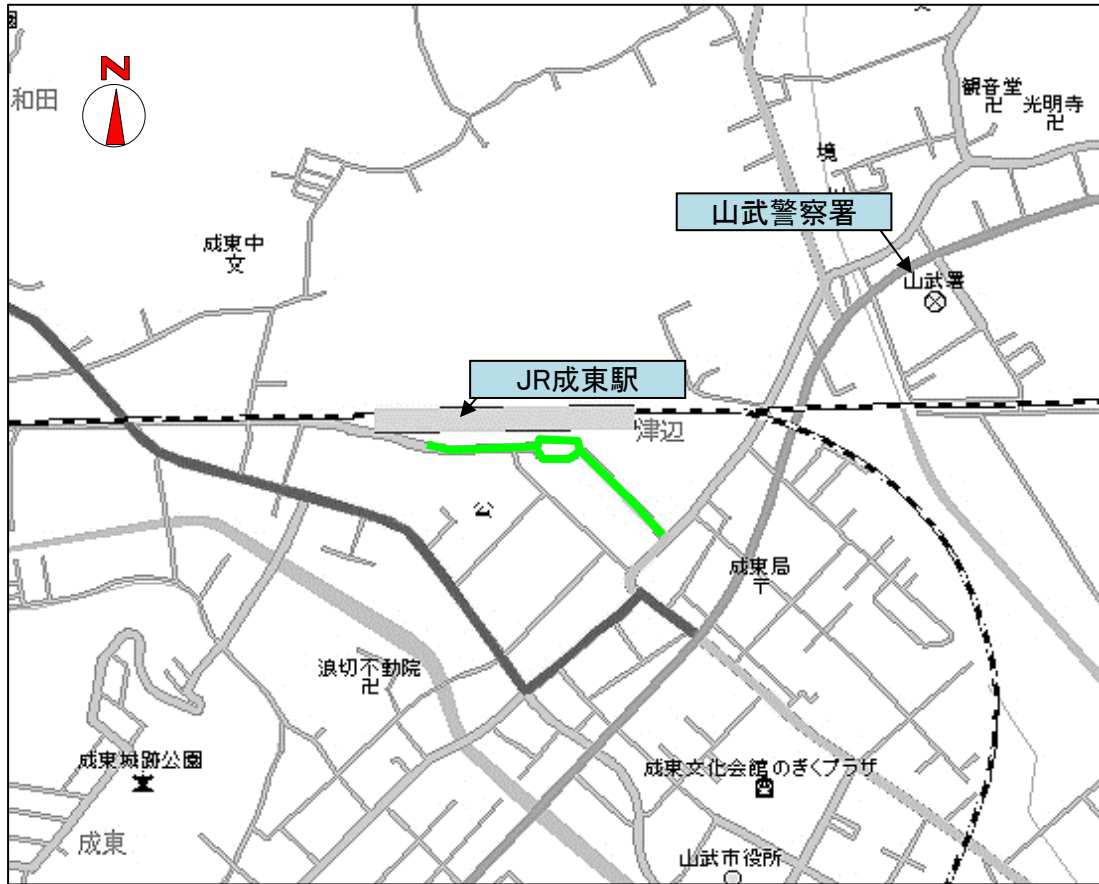 N
和田
観音堂
光明寺
境
山武警察署
成東中
文
山武署
JR成東駅
津辺
公
成東局
浪切不動院
成東城跡公園
成東文化会館のぎくプラザ
成東
山武市役所